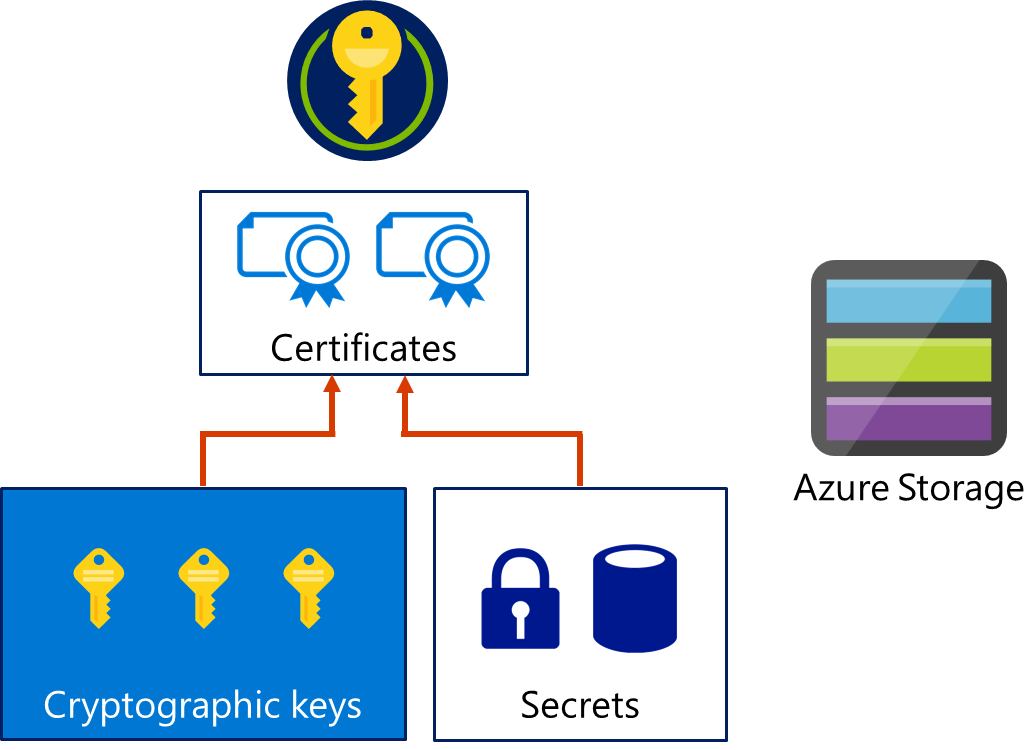 Certificates
Azure Storage
Cryptographic keys
Secrets